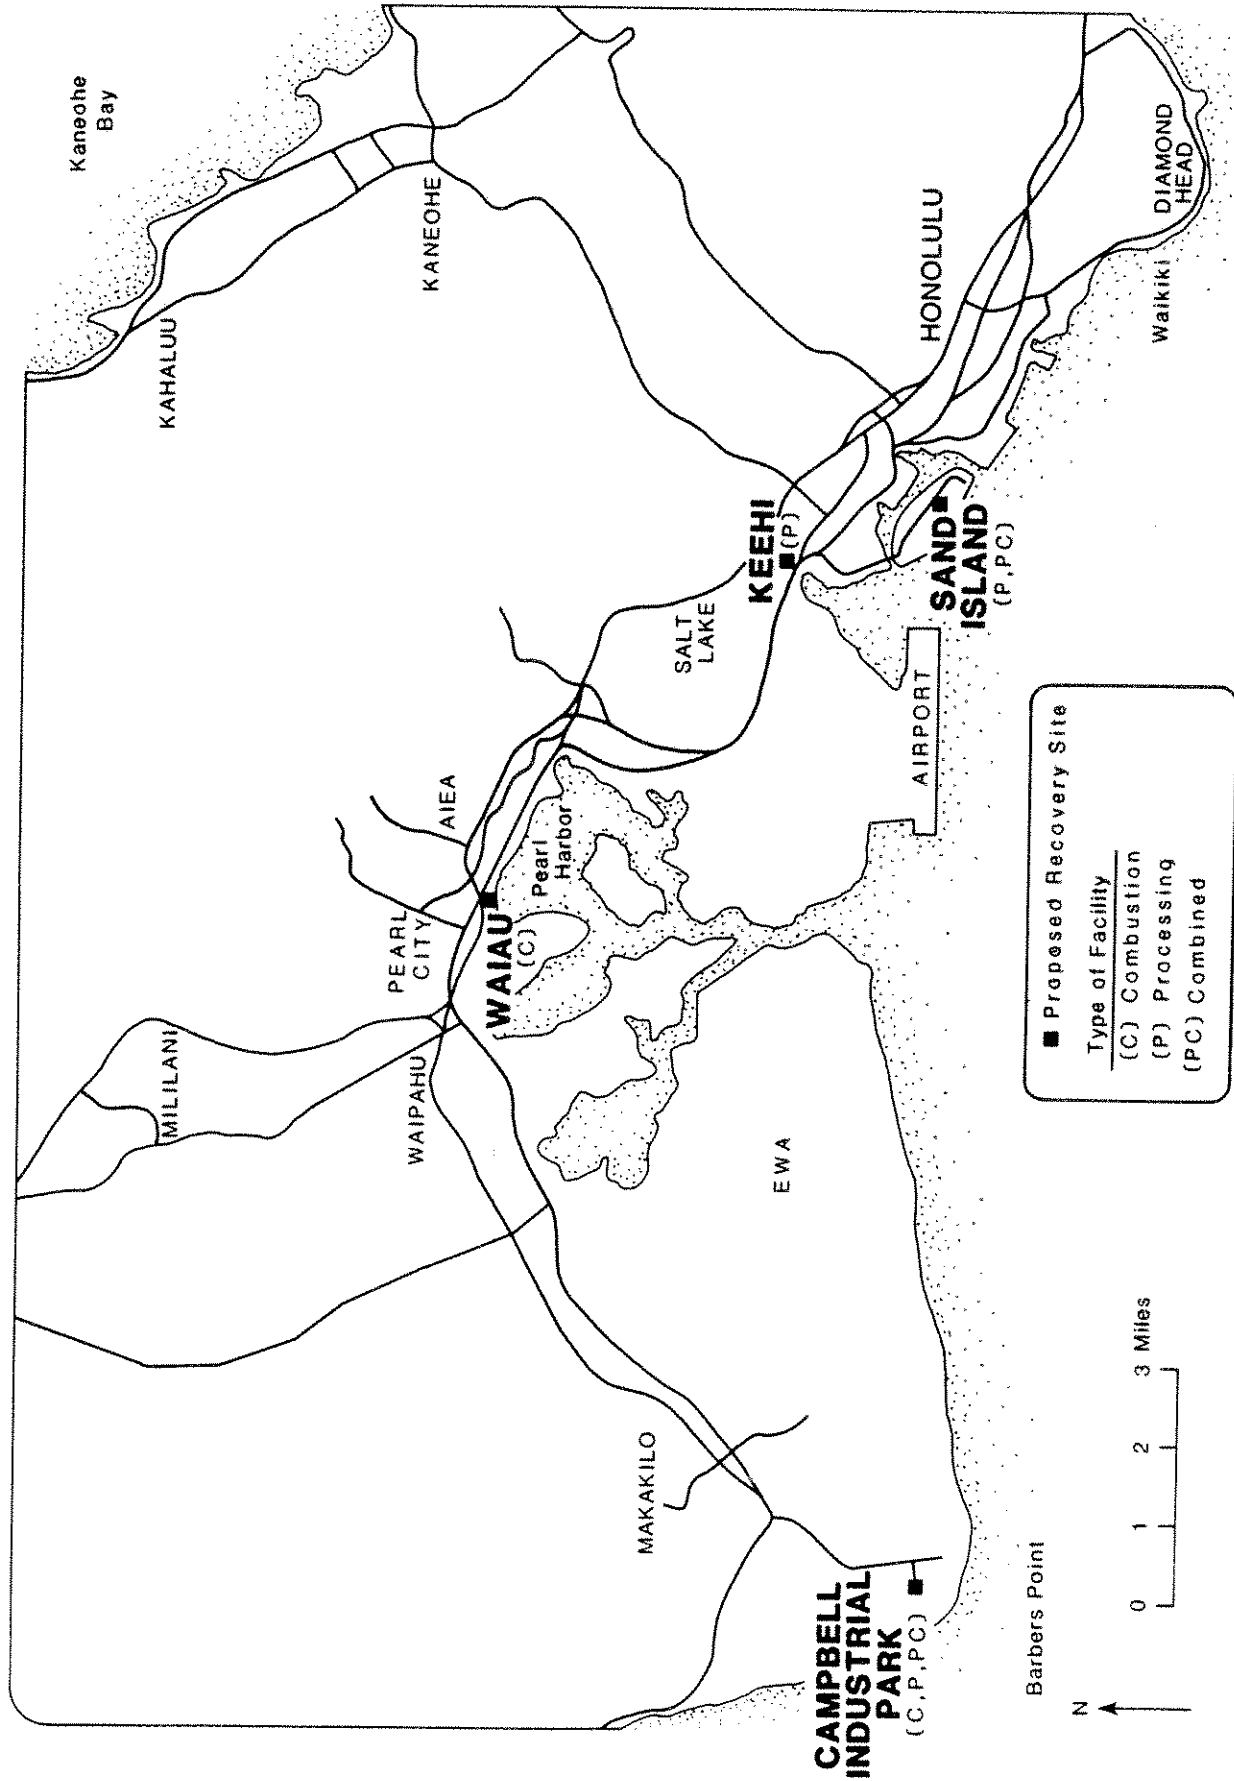 Kaneohe
Bay
KAHALUU
KANEOHE
MILILANI
PEARL
CITY
AIEA
WAIPAHU
WAIAU
(C)
Pearl
Harbor
SALT
LAKE
KEEHI
(P)
HONOLULU
MAKAKILO
EWA
AIRPORT
SAND
ISLAND
(P,PC)
DIAMOND
HEAD
Waikiki
CAMPBELL
INDUSTRIAL
PARK
(C,P,PC)
Barbers Point
N
0 1 2 3 Miles
■ Proposed Recovery Site
Type of Facility
(C) Combustion
(P) Processing
(PC) Combined